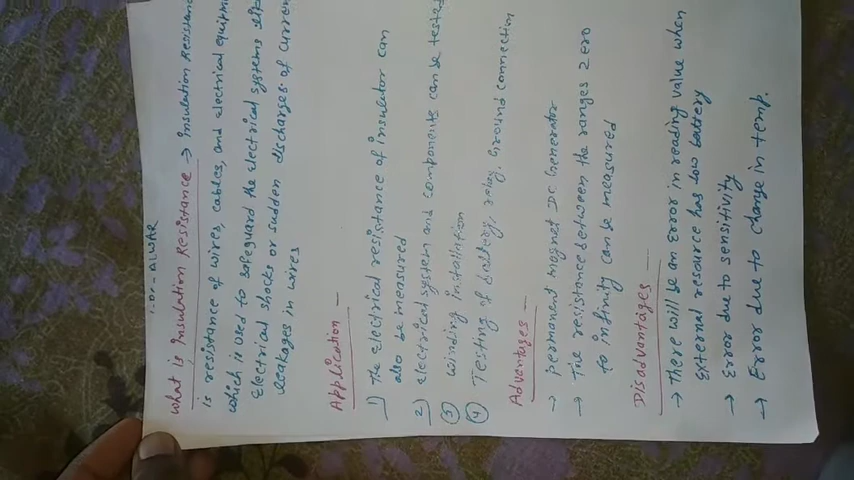 I.D:- ALWAR
What is Insulation Resistance → Insulation Resistance
is resistance of wires, cables, and electrical equipm
which is used to safeguard the electrical systems
Electrical shocks or sudden discharges of curren
leakages in wires
Application -
1) The electrical resistance of insulator can
also be measured
2) electrical system and components can be teste
③ winding
④ Testing of battery, relay, Ground connection
Advantages -
→ permanent magnet DC Generator
→ The resistance between the ranges zero
to infinity can be measured
Disadvantages -
→ There will be an error in reading value when
External resource has low battery
→ Error due to sensitivity
→ Error due to change in temp.